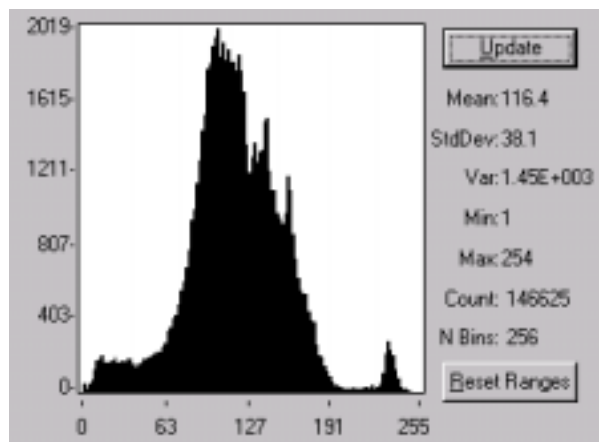 2019-
1615-
1211-
807-
403-
0-
0 63 127 191 255
Update
Mean: 116.4
StdDev: 38.1
Var: 1.45E+003
Min: 1
Max: 254
Count: 146625
N Bins: 256
Reset Ranges